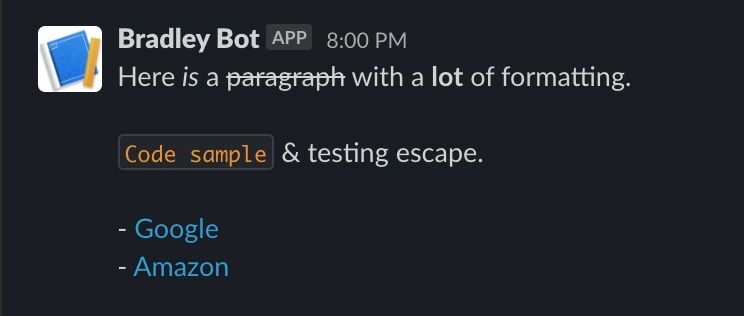 Bradley Bot APP 8:00 PM
Here is a paragraph with a lot of formatting.
Code sample & testing escape.
- Google
- Amazon